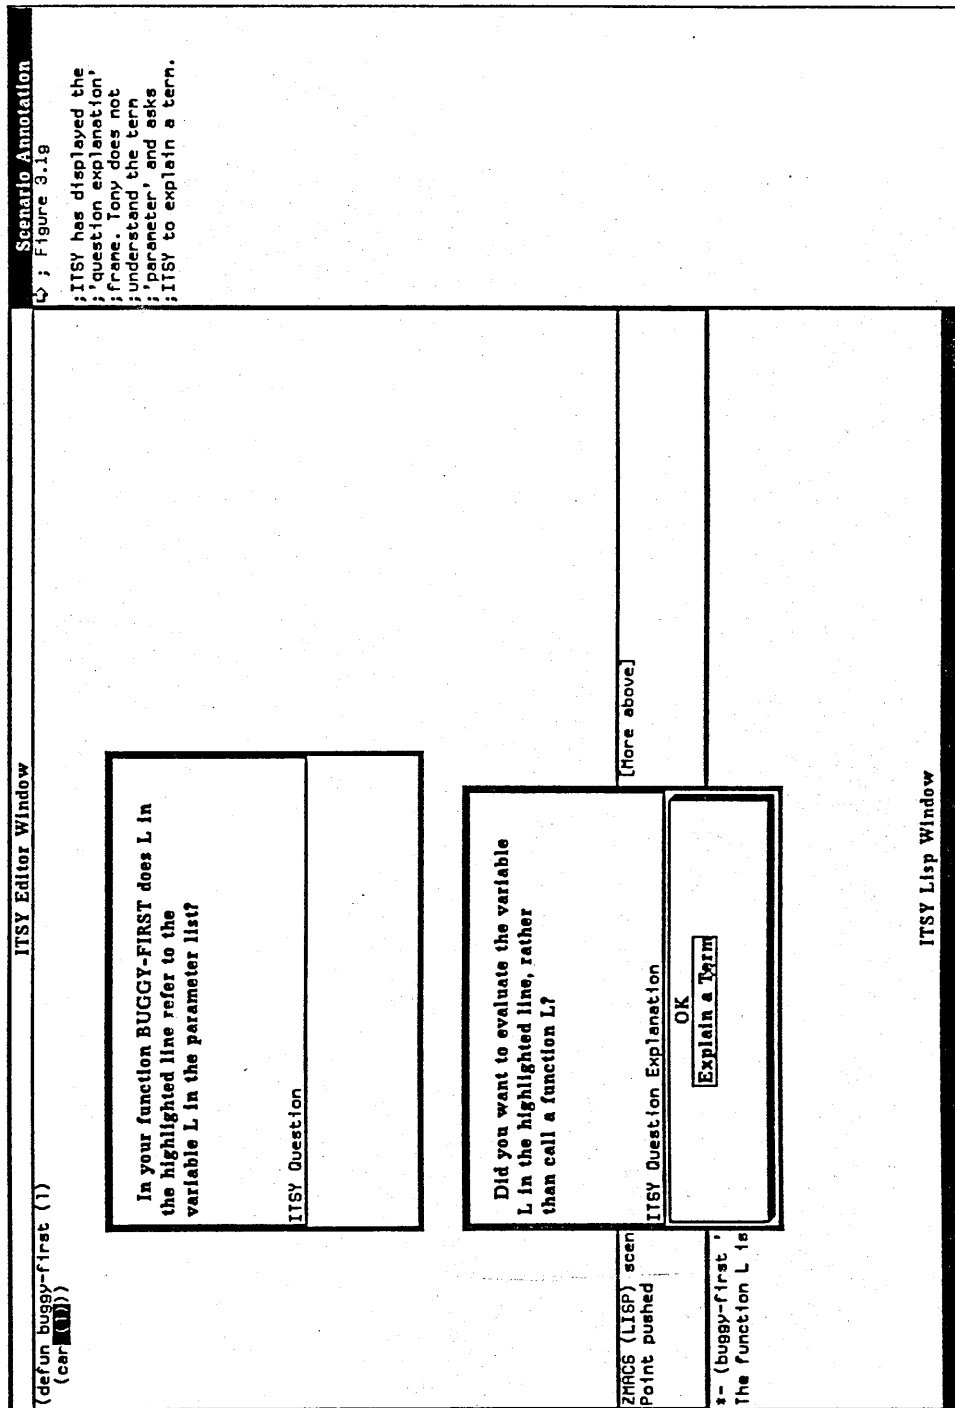 ITSY Editor Window
(defun buggy-first (l)
(car (l)))
In your function BUGGY-FIRST does L in
the highlighted line refer to the
variable L in the parameter list?
ITSY Question
Did you want to evaluate the variable
L in the highlighted line, rather
than call a function L?
ITSY Question Explanation
OK
Explain a Term
ZMACS (LISP) scen
[More above]
Point pushed
*- (buggy-first '
The function L is
ITSY Lisp Window
Scenario Annotation
; Figure 3.1g
;ITSY has displayed the
;'question explanation'
;frame. Tony does not
;understand the term
;'parameter' and asks
;ITSY to explain a term.